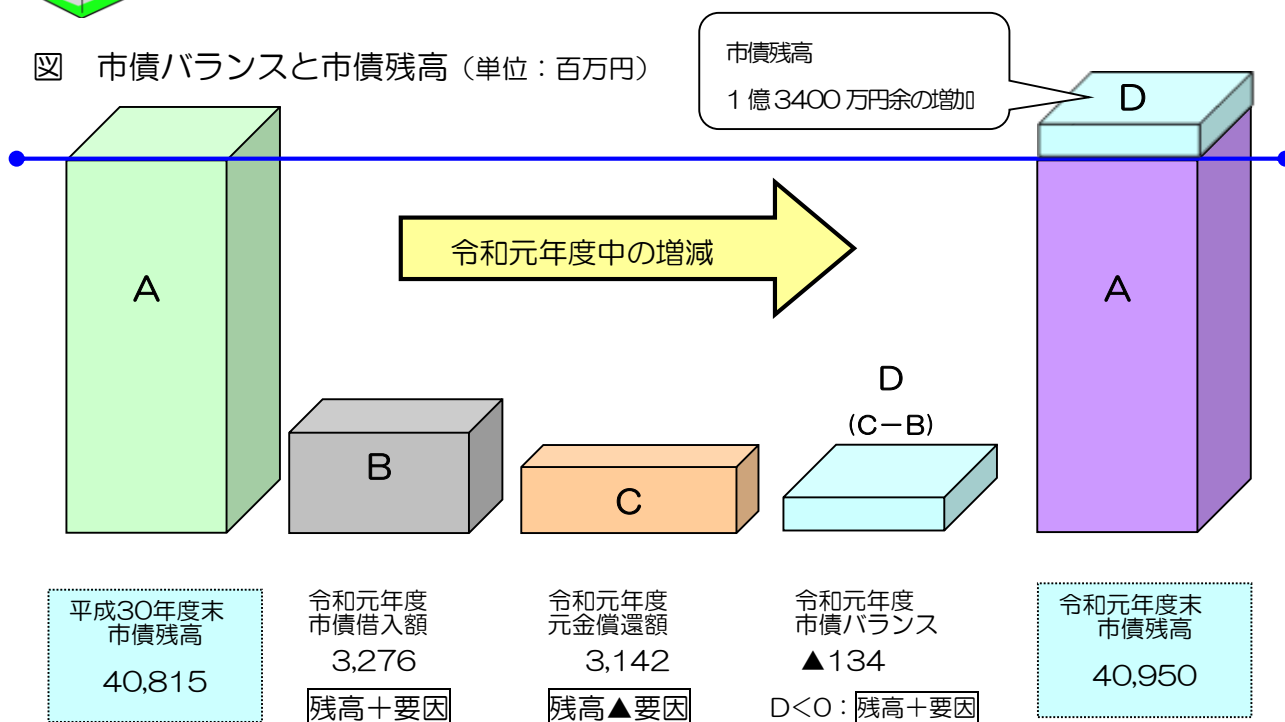 図　市債バランスと市債残高（単位：百万円）
市債残高
1億3400万円余の増加
D
令和元年度中の増減
A
A
D
(C－B)
B
C
平成30年度末
市債残高
40,815
令和元年度
市債借入額
3,276
残高＋要因
令和元年度
元金償還額
3,142
残高▲要因
令和元年度
市債バランス
▲134
D<0：残高＋要因
令和元年度末
市債残高
40,950